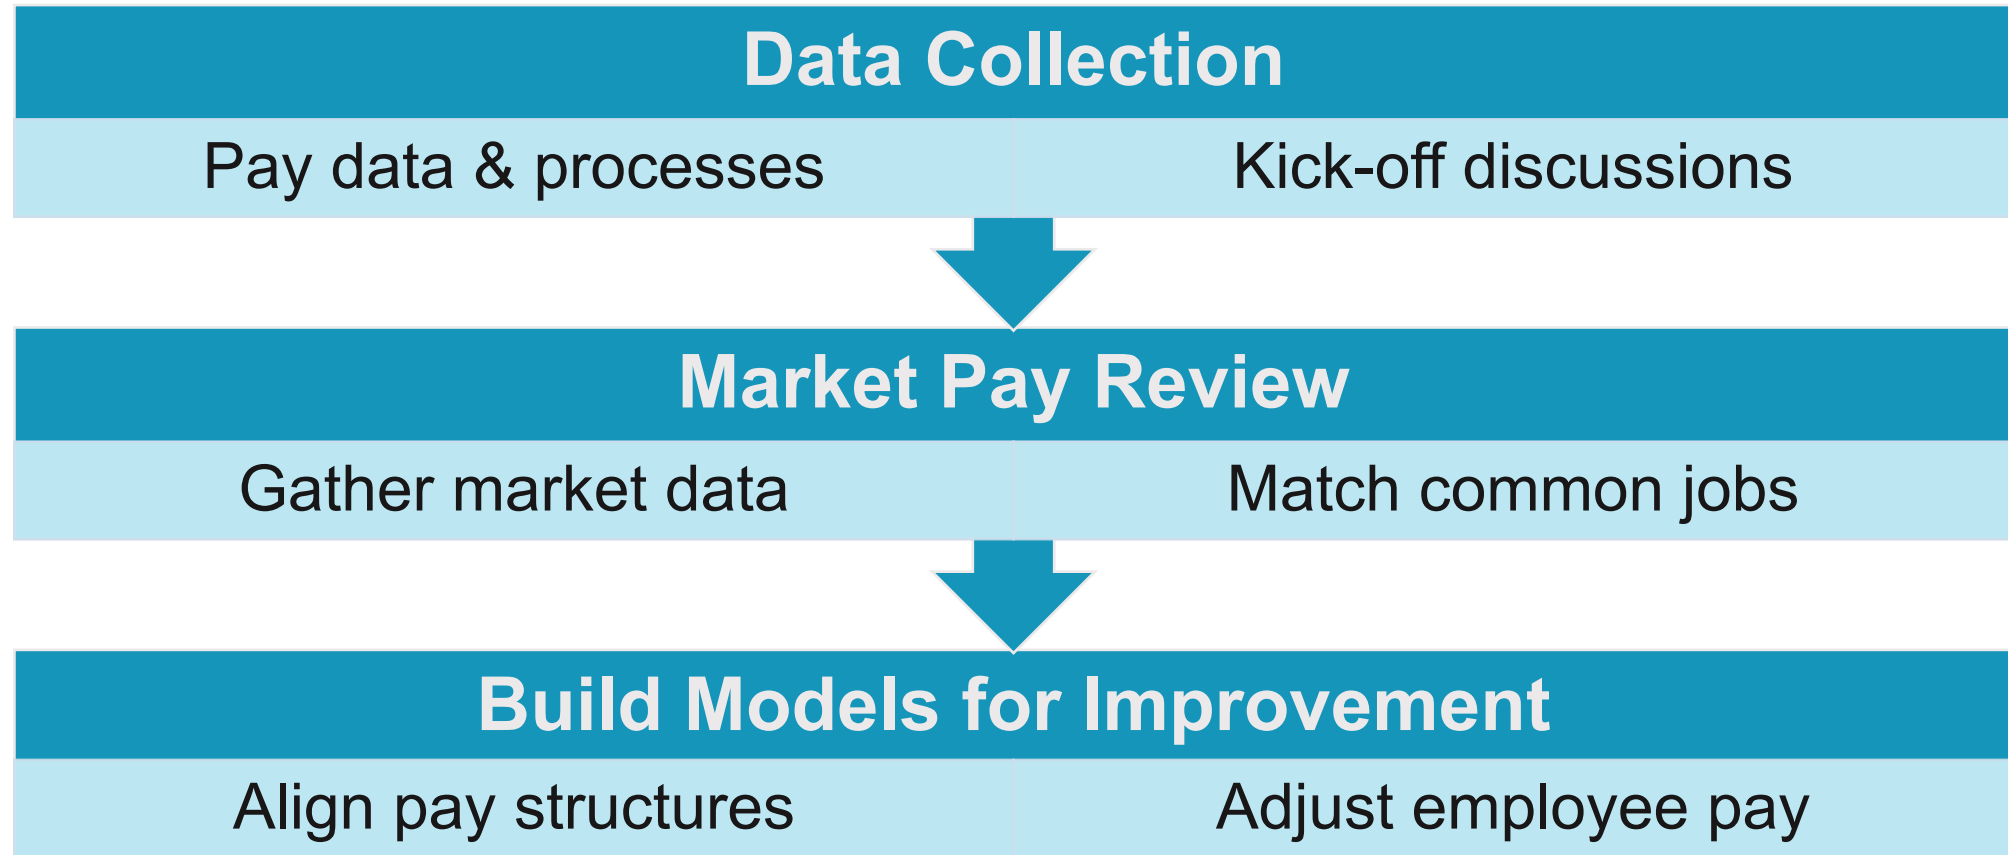 Data Collection
Pay data & processes
Kick-off discussions
Market Pay Review
Gather market data
Match common jobs
Build Models for Improvement
Align pay structures
Adjust employee pay